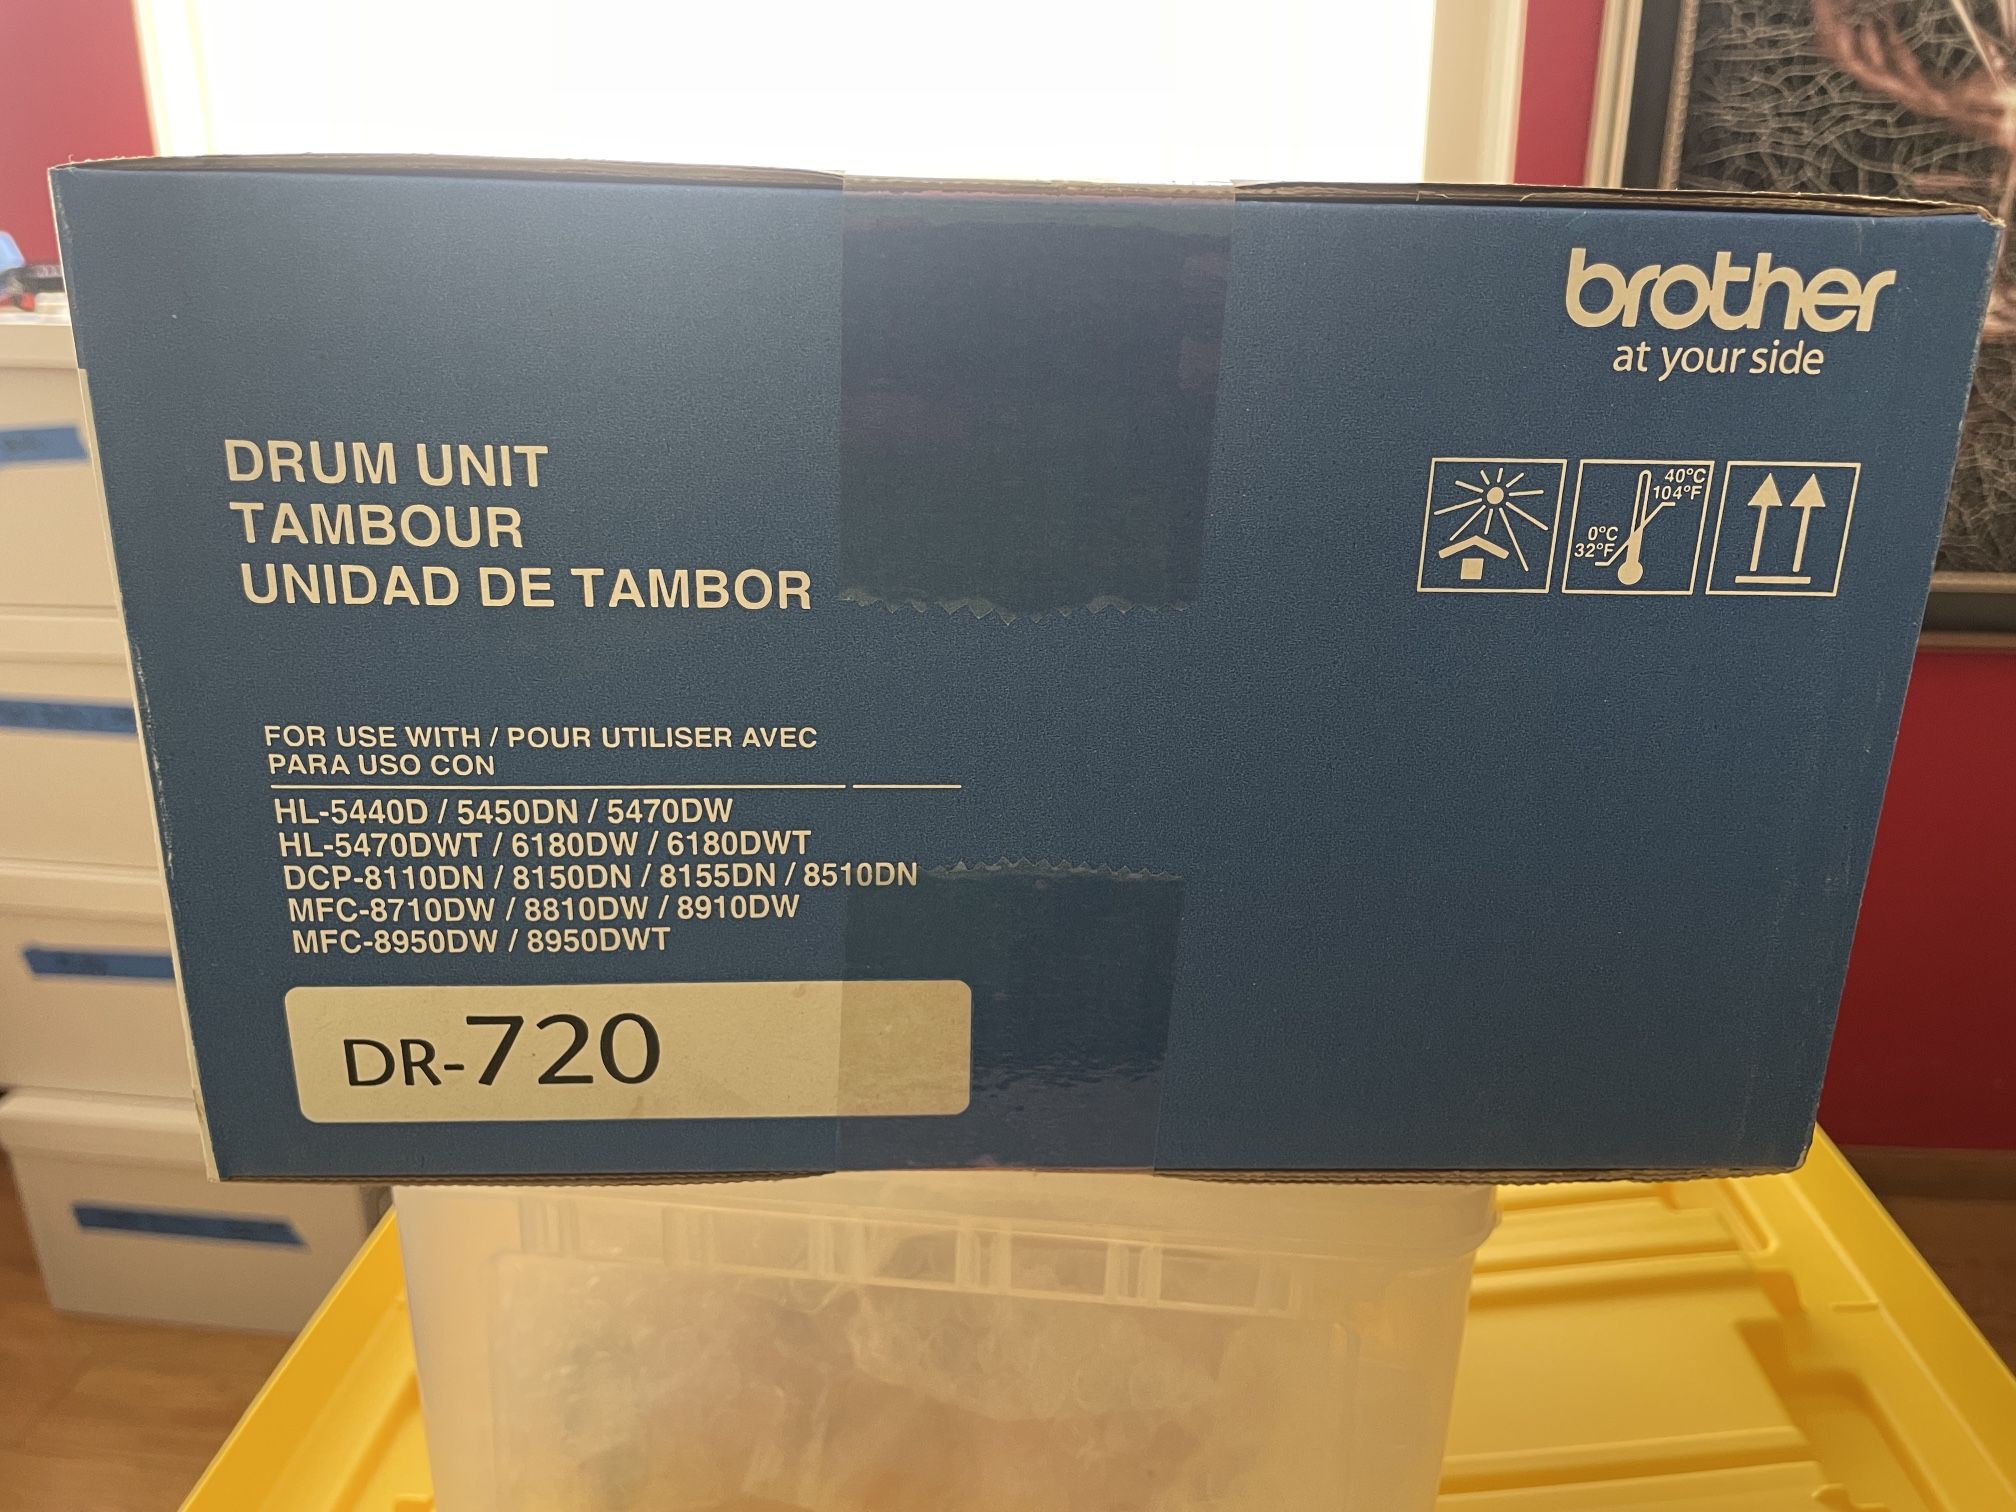 brother
at your side
DRUM UNIT
TAMBOUR
UNIDAD DE TAMBOR
40°C
104°F
0°C
32°F
FOR USE WITH / POUR UTILISER AVEC
PARA USO CON
HL-5440D / 5450DN / 5470DW
HL-5470DWT / 6180DW / 6180DWT
DCP-8110DN / 8150DN / 8155DN / 8510DN
MFC-8710DW / 8810DW / 8910DW
MFC-8950DW / 8950DWT
DR-720